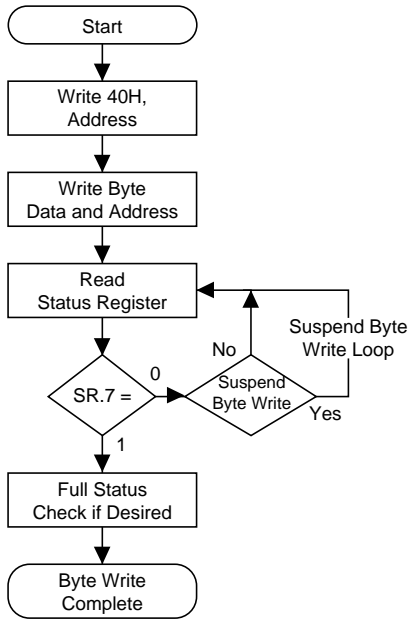 Start
Write 40H,
Address
Write Byte
Data and Address
Read
Status Register
Suspend Byte
Write Loop
No
0
SR.7 =
Suspend
Byte Write
Yes
1
Full Status
Check if Desired
Byte Write
Complete